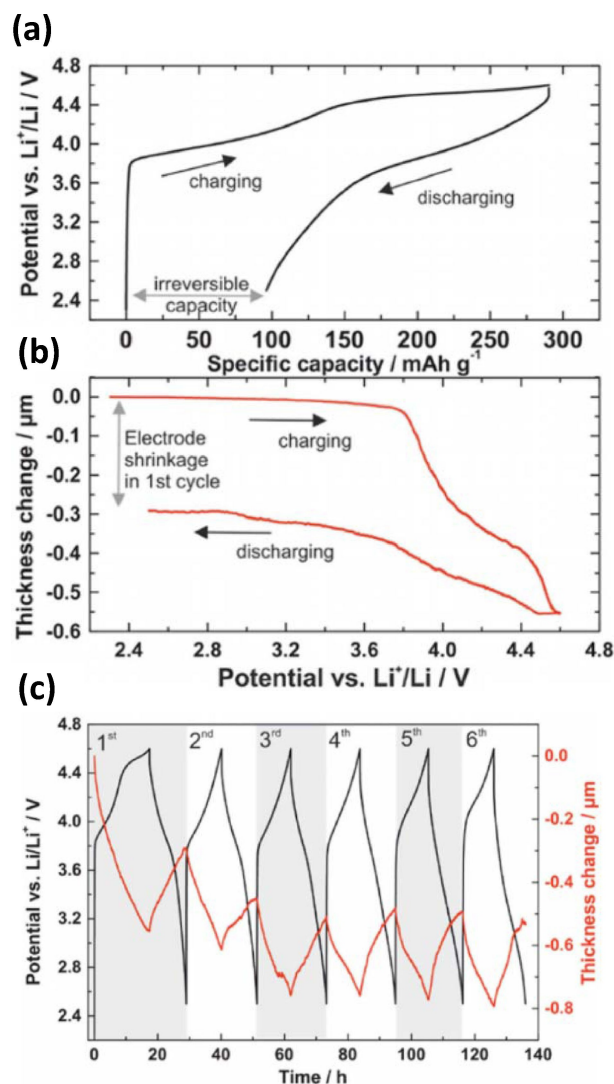 (a)
4.8
4.4
4.0
3.6
3.2
2.8
2.4
Potential vs. Li⁺/Li / V
charging
discharging
irreversible
capacity
0 50 100 150 200 250 300
Specific capacity / mAh g⁻¹
(b)
0.0
-0.1
-0.2
-0.3
-0.4
-0.5
-0.6
Thickness change / µm
charging
Electrode
shrinkage
in 1st cycle
discharging
2.4 2.8 3.2 3.6 4.0 4.4 4.8
Potential vs. Li⁺/Li / V
(c)
4.8
4.4
4.0
3.6
3.2
2.8
2.4
Potential vs. Li/Li⁺ / V
1ˢᵗ 2ⁿᵈ 3ʳᵈ 4ᵗʰ 5ᵗʰ 6ᵗʰ
0.0
-0.2
-0.4
-0.6
-0.8
Thickness change / µm
0 20 40 60 80 100 120 140
Time / h